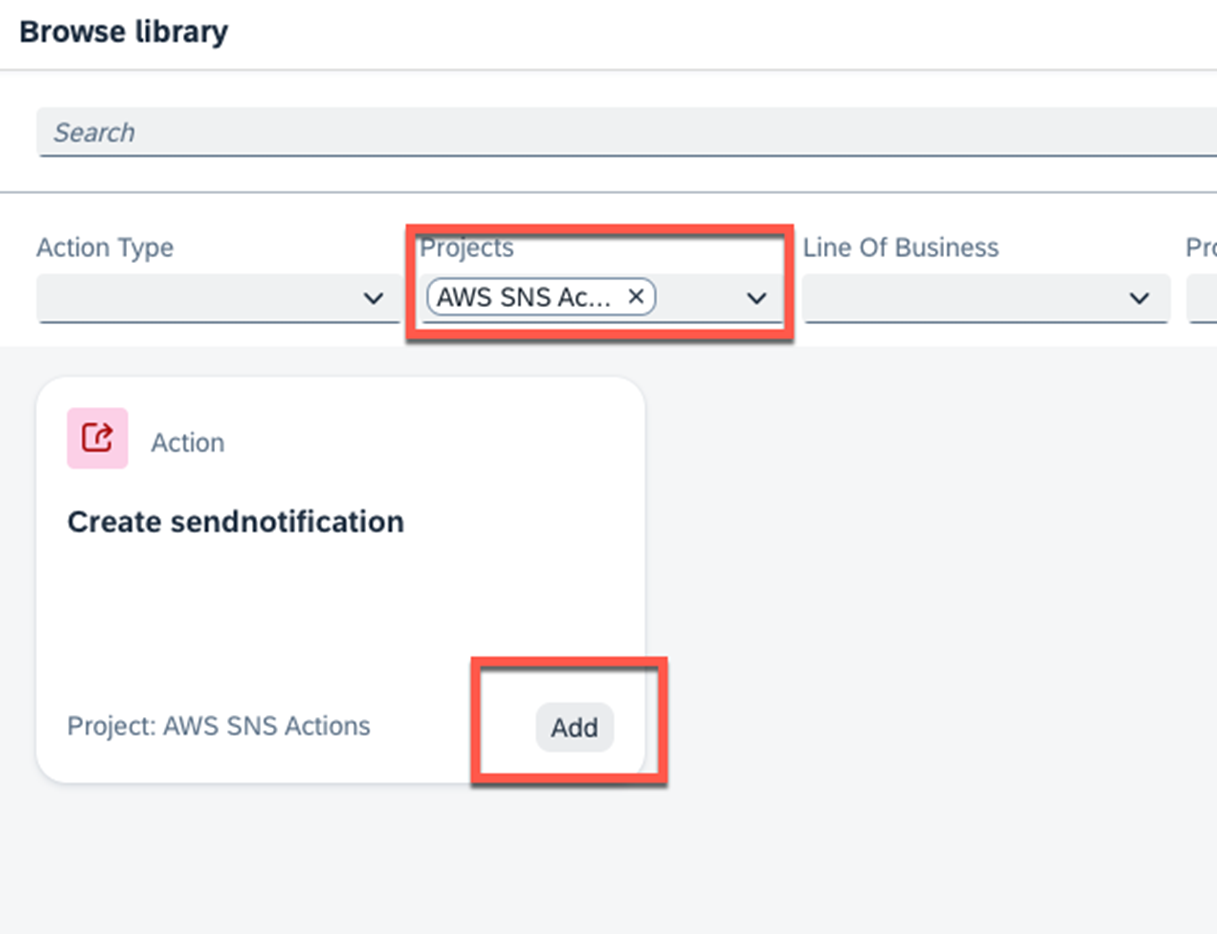 Browse library
Search
Action Type
Projects
Line Of Business
AWS SNS Ac...
Action
Create sendnotification
Project: AWS SNS Actions
Add